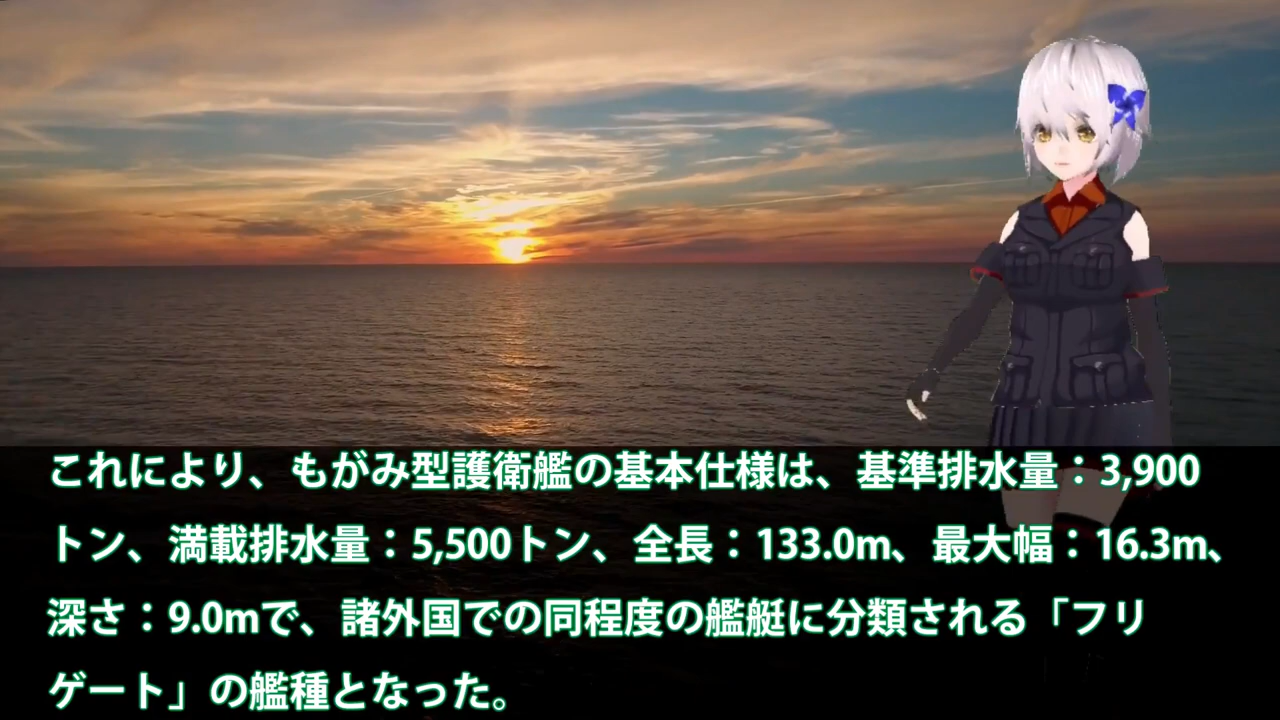 これにより、もがみ型護衛艦の基本仕様は、基準排水量：3,900
トン、満載排水量：5,500トン、全長：133.0m、最大幅：16.3m、
深さ：9.0mで、諸外国での同程度の艦艇に分類される「フリ
ゲート」の艦種となった。